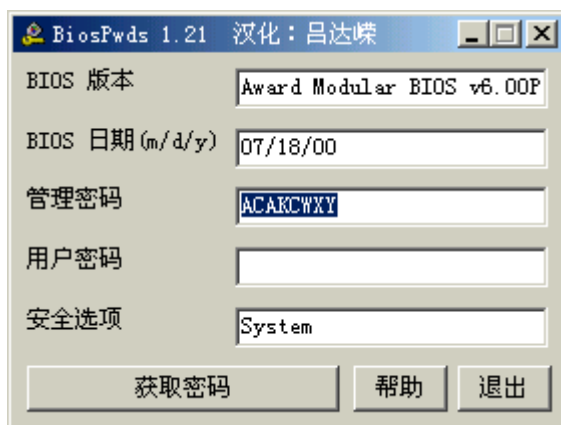 BiosPwds 1.21 汉化：吕达嵘
BIOS 版本 Award Modular BIOS v6.00P
BIOS 日期(m/d/y) 07/18/00
管理密码 ACAKCWXY
用户密码
安全选项 System
获取密码 帮助 退出